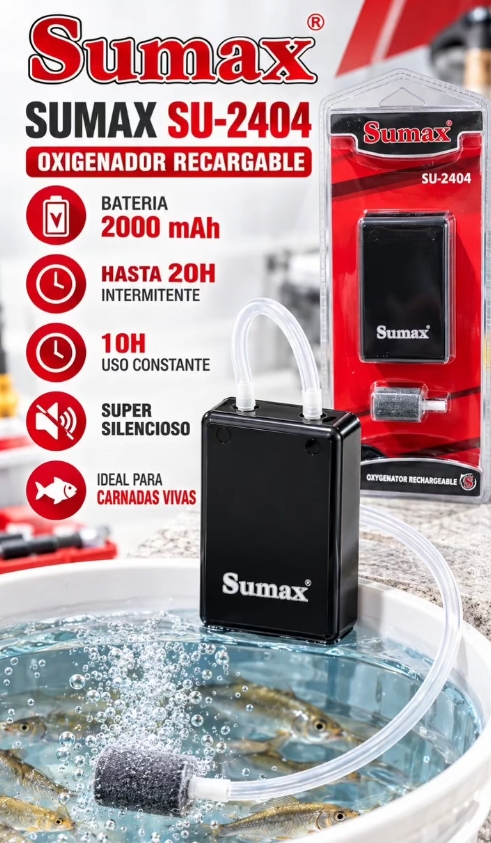 Sumax®
SUMAX SU-2404
OXIGENADOR RECARGABLE
BATERIA
2000 mAh
HASTA 20H
INTERMITENTE
10H
USO CONSTANTE
SUPER
SILENCIOSO
IDEAL PARA
CARNADAS VIVAS
Sumax®
SU-2404
Sumax®
OXYGENATOR RECHARGEABLE
Sumax®